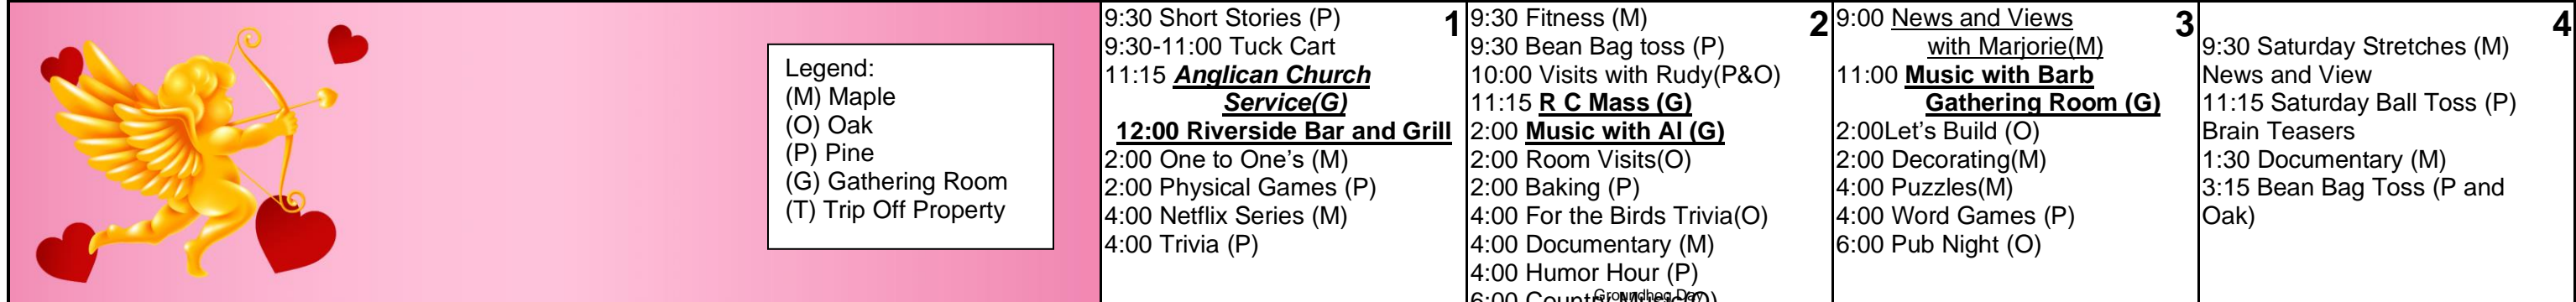 Legend:
(M) Maple
(O) Oak
(P) Pine
(G) Gathering Room
(T) Trip Off Property
1
9:30 Short Stories (P)
9:30-11:00 Tuck Cart
11:15 Anglican Church
Service(G)
12:00 Riverside Bar and Grill
2:00 One to One's (M)
2:00 Physical Games (P)
4:00 Netflix Series (M)
4:00 Trivia (P)
2
9:30 Fitness (M)
9:30 Bean Bag toss (P)
10:00 Visits with Rudy(P&O)
11:15 R C Mass (G)
2:00 Music with Al (G)
2:00 Room Visits(O)
2:00 Baking (P)
4:00 For the Birds Trivia(O)
4:00 Documentary (M)
4:00 Humor Hour (P)
6:00 Country Music(O)
Groundhog Day
3
9:00 News and Views
with Marjorie(M)
11:00 Music with Barb
Gathering Room (G)
2:00Let's Build (O)
2:00 Decorating(M)
4:00 Puzzles(M)
4:00 Word Games (P)
6:00 Pub Night (O)
4
9:30 Saturday Stretches (M)
News and View
11:15 Saturday Ball Toss (P)
Brain Teasers
1:30 Documentary (M)
3:15 Bean Bag Toss (P and
Oak)